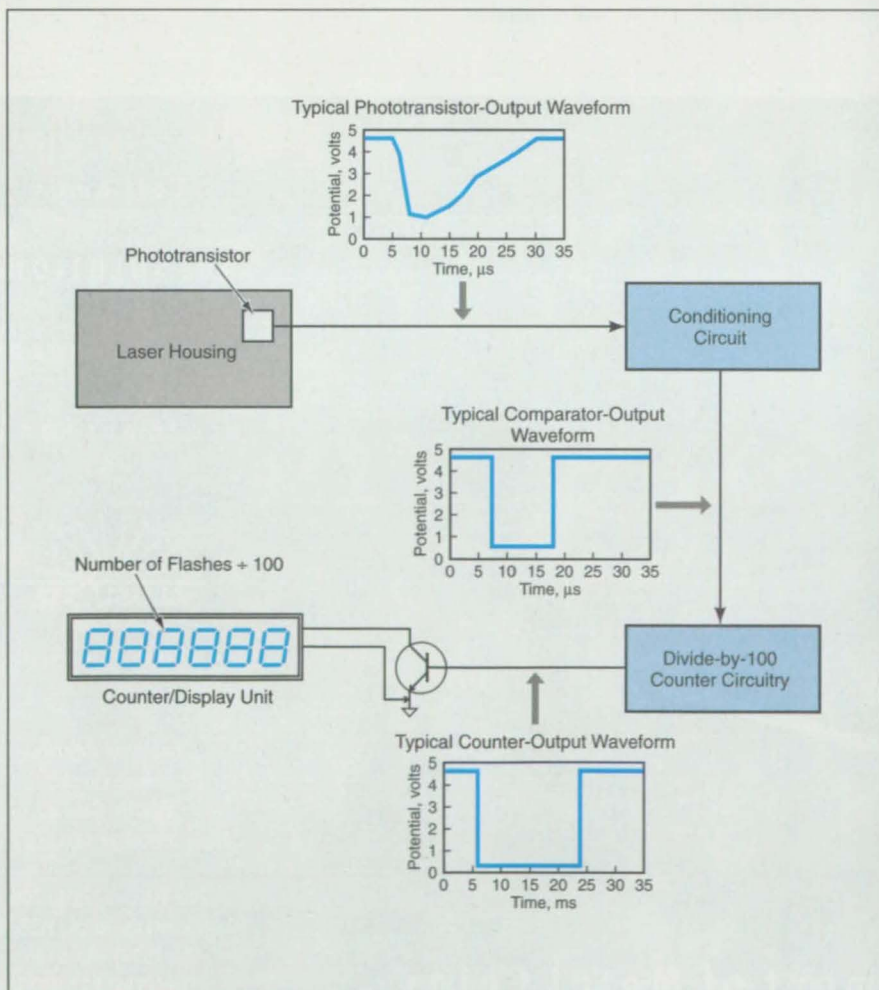 Typical Phototransistor-Output Waveform
5
4
3
2
1
0
Potential, volts
0 5 10 15 20 25 30 35
Time, μs
Phototransistor
Laser Housing
Conditioning
Circuit
Typical Comparator-Output
Waveform
5
4
3
2
1
0
Potential, volts
0 5 10 15 20 25 30 35
Time, μs
Number of Flashes ÷ 100
888888
Counter/Display Unit
Divide-by-100
Counter Circuitry
Typical Counter-Output Waveform
5
4
3
2
1
0
Potential, volts
0 5 10 15 20 25 30 35
Time, ms